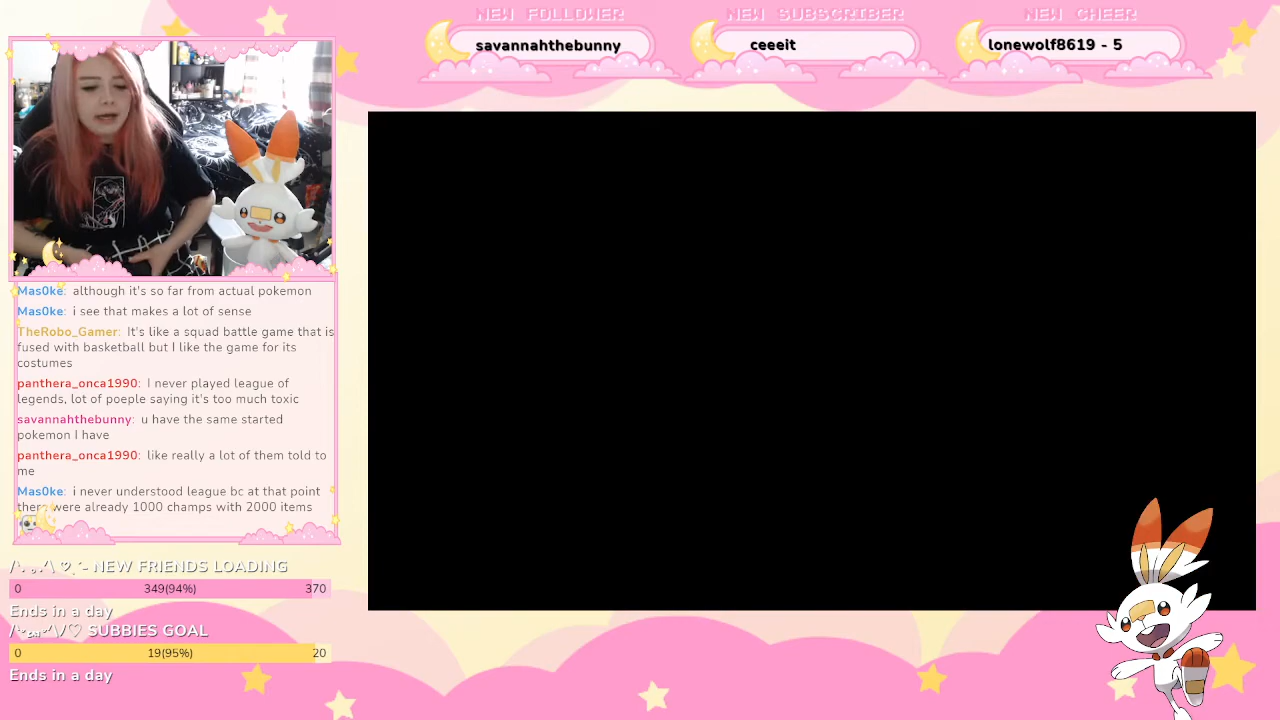 NEW FOLLOWER
NEW SUBSCRIBER
NEW CHEER
savannahthebunny
ceeeit
lonewolf8619 - 5
Mas0ke: although it's so far from actual pokemon
Mas0ke: i see that makes a lot of sense
TheRobo_Gamer: It's like a squad battle game that is
fused with basketball but I like the game for its
costumes
panthera_onca1990: I never played league of
legends, lot of poeple saying it's too much toxic
savannahthebunny: u have the same started
pokemon I have
panthera_onca1990: like really a lot of them told to
me
Mas0ke: i never understood league bc at that point
there were already 1000 champs with 2000 items
NEW FRIENDS LOADING
0 349(94%) 370
Ends in a day
SUBBIES GOAL
0 19(95%) 20
Ends in a day